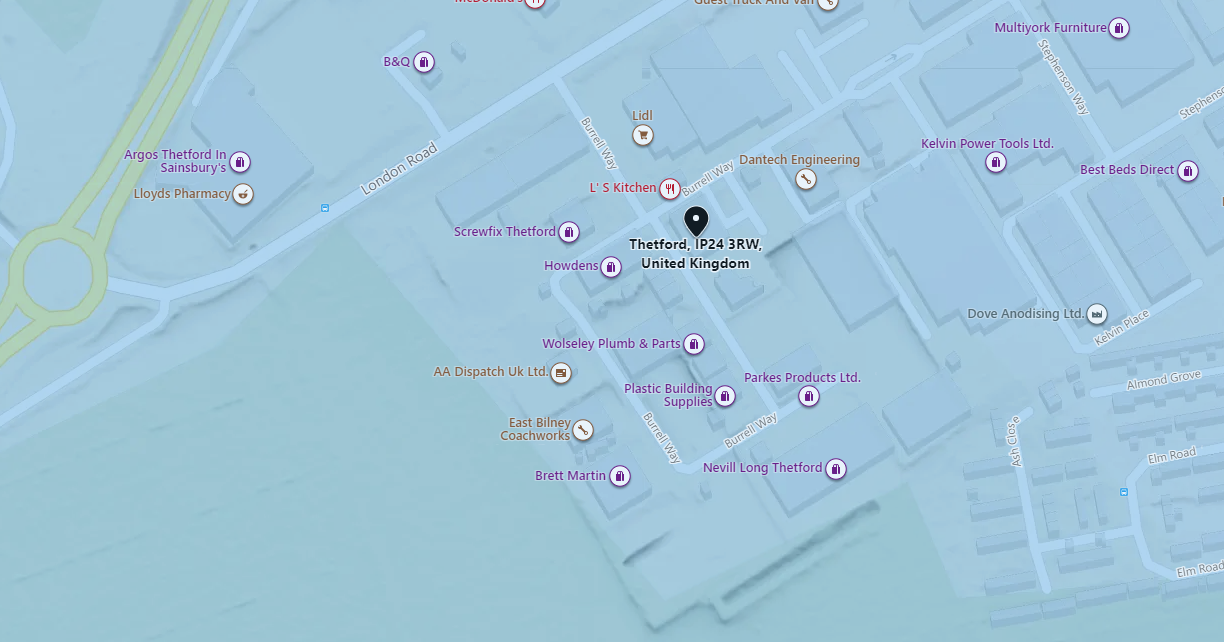 McDonald's
Guest Truck And Van
Multiyork Furniture
B&Q
Stephenson Way
Lidl
Burrell Way
London Road
Kelvin Power Tools Ltd.
Argos Thetford In
Sainsbury's
Dantech Engineering
Best Beds Direct
Lloyds Pharmacy
L' S Kitchen
Burrell Way
Screwfix Thetford
Thetford, IP24 3RW,
United Kingdom
Howdens
Dove Anodising Ltd.
Kelvin Place
Wolseley Plumb & Parts
AA Dispatch Uk Ltd.
Parkes Products Ltd.
Almond Grove
Plastic Building
Supplies
East Bilney
Coachworks
Burrell Way
Burrell Way
Ash Close
Elm Road
Nevill Long Thetford
Brett Martin
Elm Road